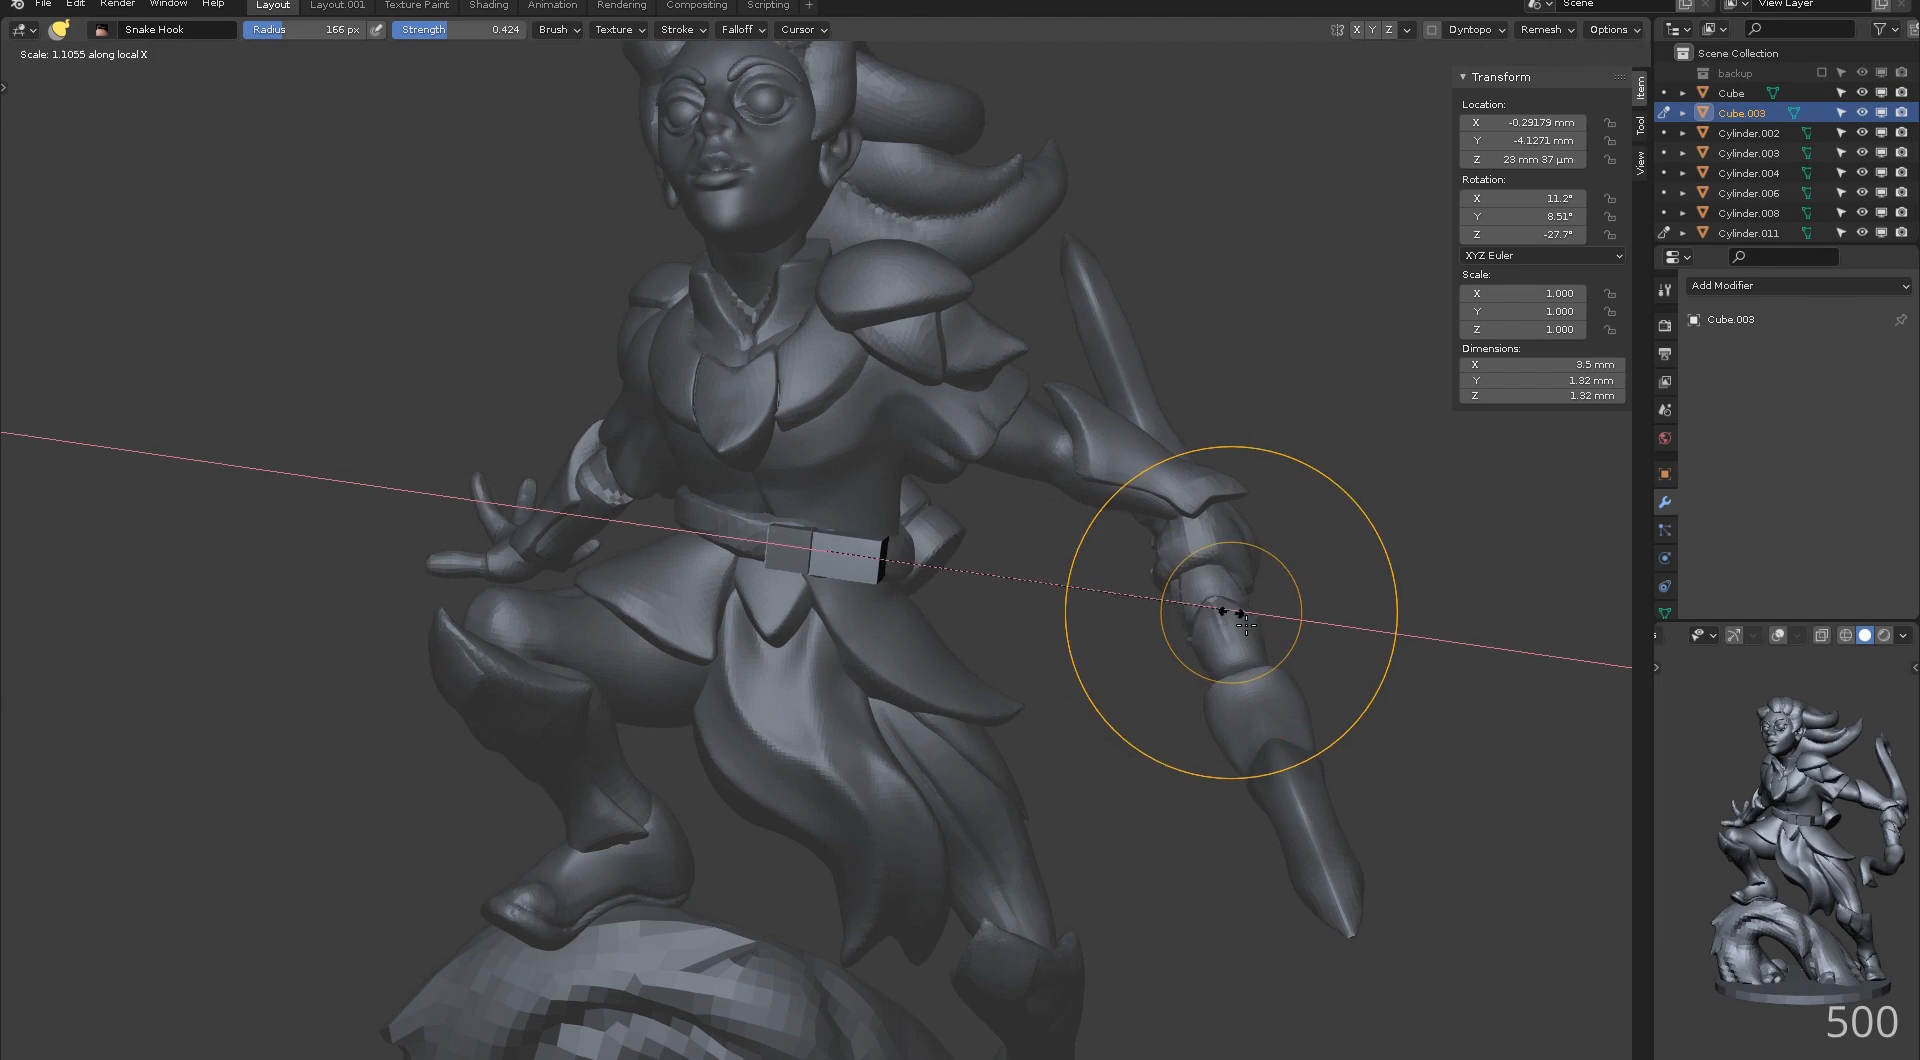 File Edit Render Window Help Layout Layout.001 Texture Paint Shading Animation Rendering Compositing Scripting + Scene View Layer
Snake Hook Radius 166 px Strength 0.424 Brush Texture Stroke Falloff Cursor X Y Z Dyntopo Remesh Options
Scale: 1.1055 along local X
Transform
Location:
X -0.29179 mm
Y -4.1271 mm
Z 23 mm 37 µm
Rotation:
X 11.2°
Y 8.51°
Z -27.7°
XYZ Euler
Scale:
X 1.000
Y 1.000
Z 1.000
Dimensions:
X 3.5 mm
Y 1.32 mm
Z 1.32 mm
Item
Tool
View
Scene Collection
backup
Cube
Cube.003
Cylinder.002
Cylinder.003
Cylinder.004
Cylinder.006
Cylinder.008
Cylinder.011
Add Modifier
Cube.003
500